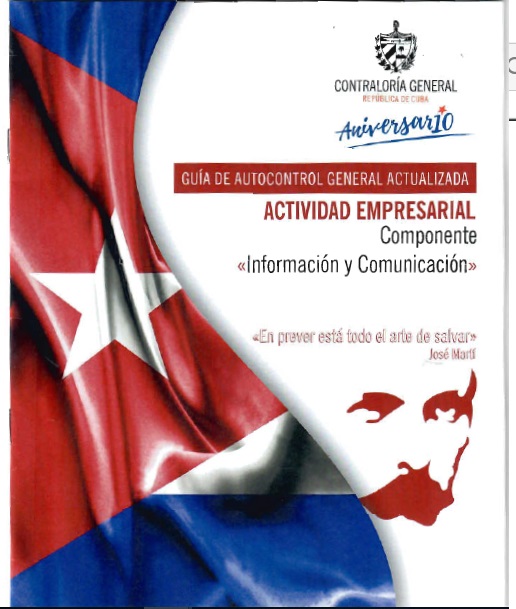 CONTRALORÍA GENERAL
REPÚBLICA DE CUBA
Aniversario
GUÍA DE AUTOCONTROL GENERAL ACTUALIZADA
ACTIVIDAD EMPRESARIAL
Componente
«Información y Comunicación»
«En prever está todo el arte de salvar»
José Martí